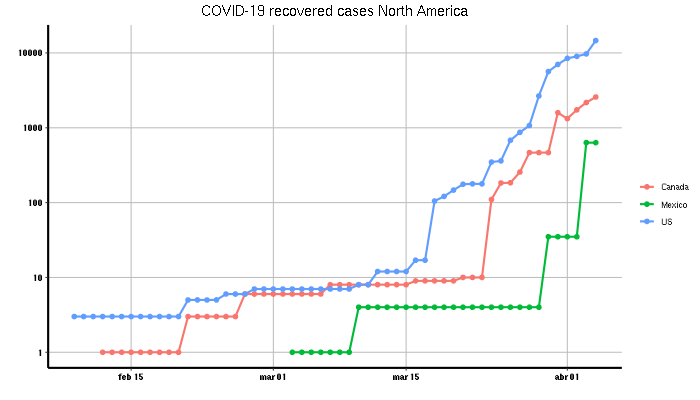 COVID-19 recovered cases North America
10000
1000
100
10
1
feb 15
mar 01
mar 15
abr 01
Canada
Mexico
US